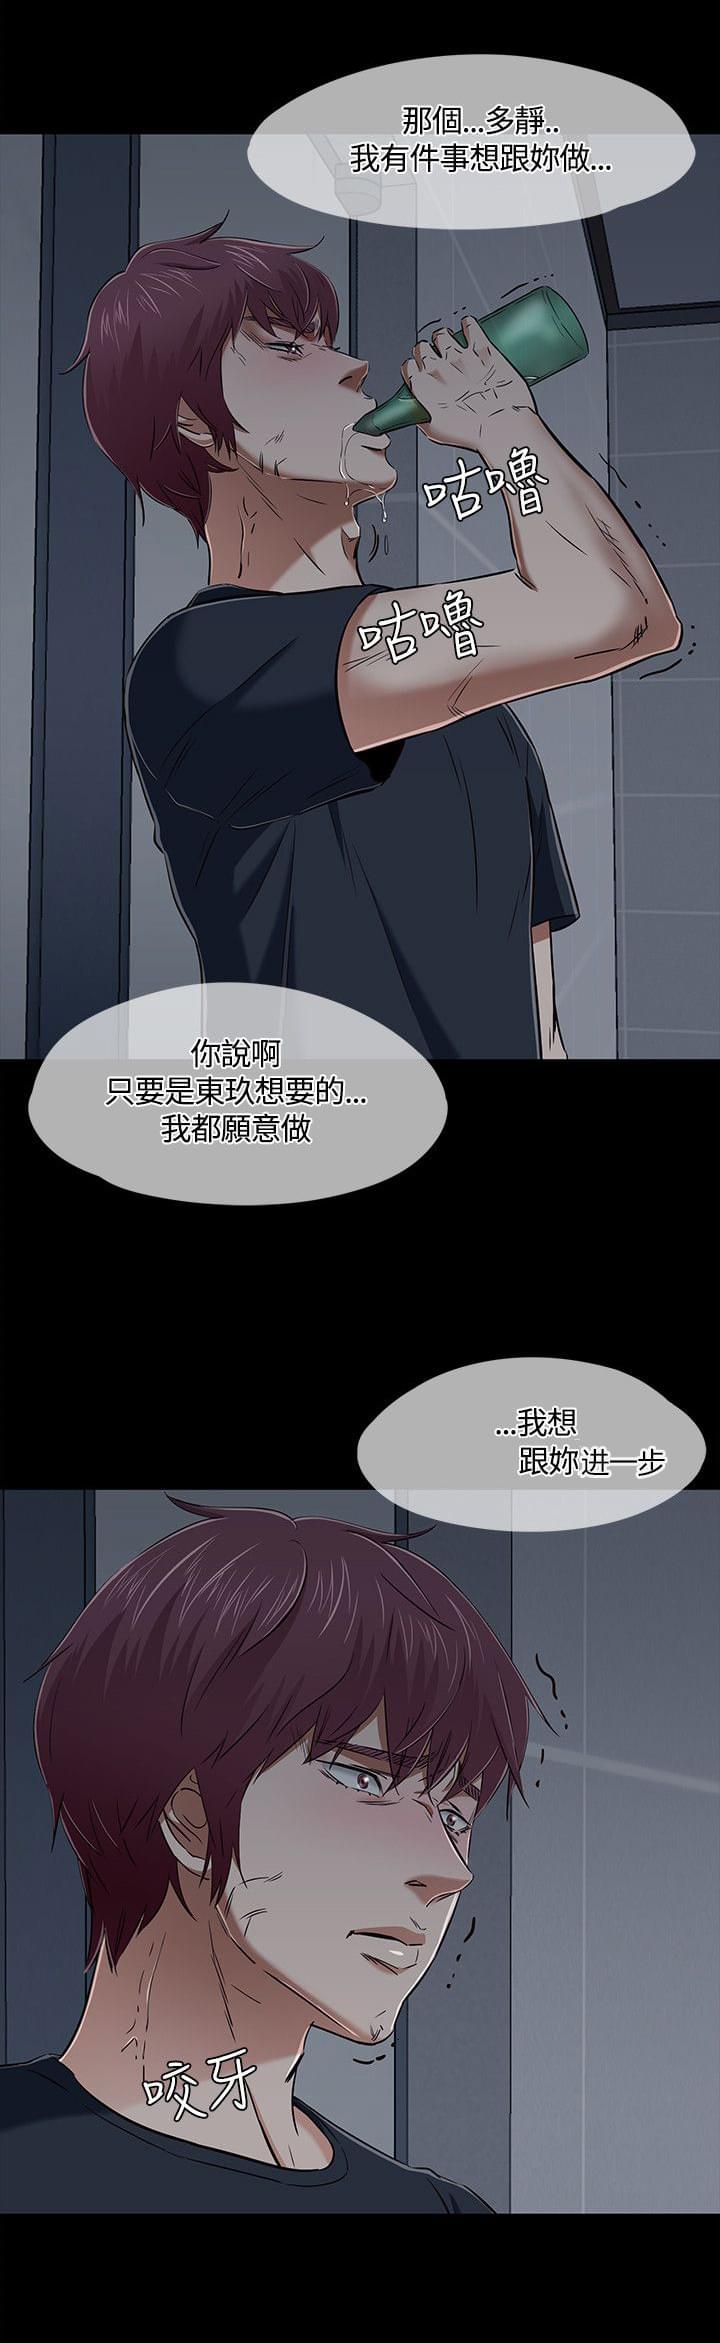 那個...多靜..
我有件事想跟妳做...
咕嚕
咕嚕
你說啊
只要是東玖想要的...
我都願意做
...我想
跟妳进一步
咬牙